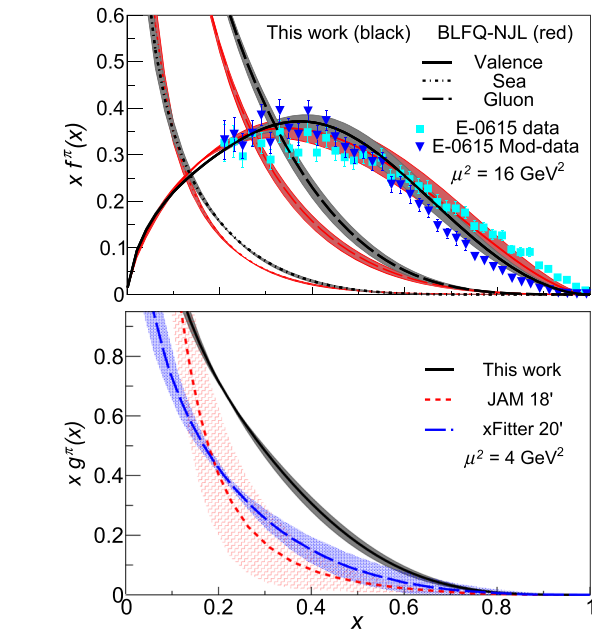 0.6
This work (black) BLFQ-NJL (red)
0.5
Valence
Sea
0.4
Gluon
E-0615 data
0.3
E-0615 Mod-data
μ² = 16 GeV²
x f^π(x)
0.2
0.1
0
0.8
This work
JAM 18'
0.6
xFitter 20'
μ² = 4 GeV²
x g^π(x)
0.4
0.2
0
0 0.2 0.4 0.6 0.8 1
x